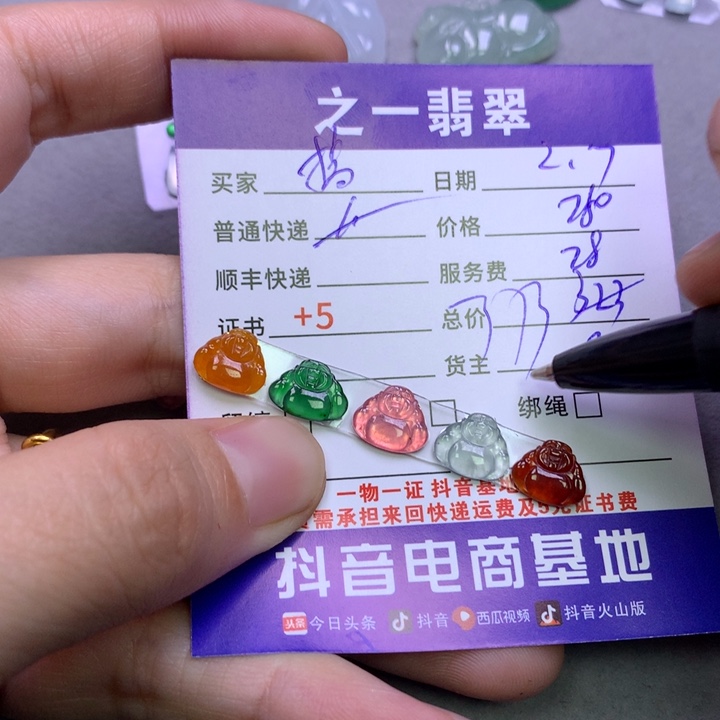 之一翡翠
买家 日期 2.7
普通快递 价格 280
顺丰快递 服务费 28
证书 +5 总价
货主
绑绳
一物一证 抖音基地
需承担来回快递运费及5元证书费
抖音电商基地
头条 今日头条 抖音 西瓜视频 抖音火山版